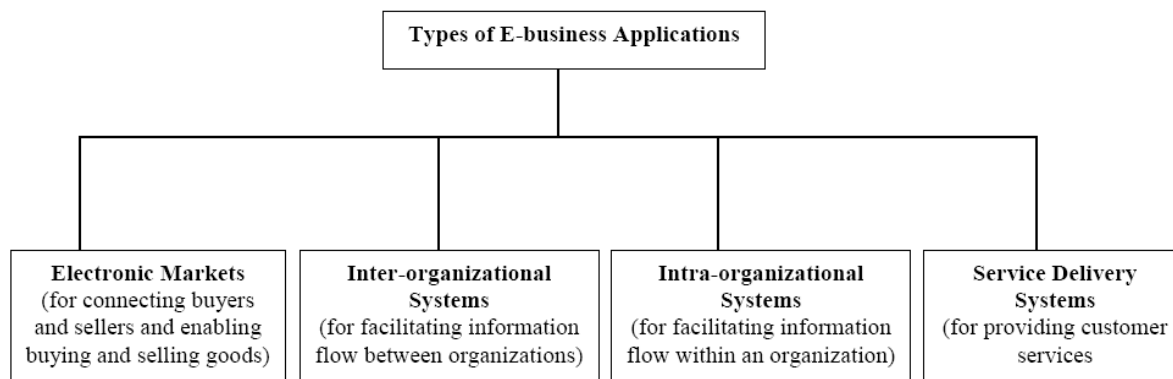 Types of E-business Applications
Electronic Markets
(for connecting buyers
and sellers and enabling
buying and selling goods)
Inter-organizational
Systems
(for facilitating information
flow between organizations)
Intra-organizational
Systems
(for facilitating information
flow within an organization)
Service Delivery
Systems
(for providing customer
services